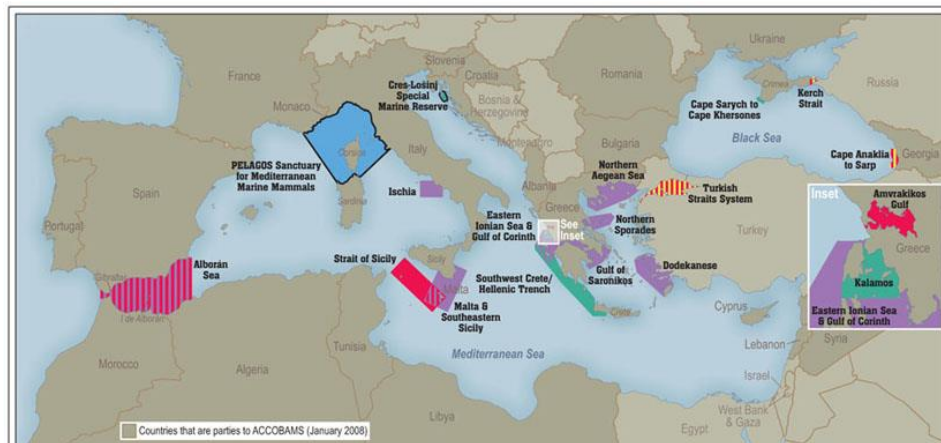 Ukraine
Slovenia
Croatia
France
Romania
Russia
Cres-Lošinj
Special
Marine Reserve
Crimea
Kerch
Strait
Monaco
Bosnia &
Herzegovina
Cape Sarych to
Cape Khersones
Black Sea
Montenegro
Italy
Bulgaria
Corsica
PELAGOS Sanctuary
for Mediterranean
Marine Mammals
Northern
Aegean Sea
Cape Anaklia
to Sarp
Georgia
Albania
Spain
Ischia
Turkish
Straits System
Inset
Amvrakikos
Gulf
Sardinia
Greece
Portugal
Eastern
Ionian Sea &
Gulf of Corinth
See
Inset
Northern
Sporades
Turkey
Greece
Alborán
Sea
Strait of Sicily
Sicily
Gibraltar
Southwest Crete/
Hellenic Trench
Gulf of
Saronikos
Dodekanese
Kalamos
I. de Alborán
Malta
Malta &
Southeastern
Sicily
Crete
Cyprus
Eastern Ionian Sea
& Gulf of Corinth
Tunisia
Mediterranean Sea
Lebanon
Syria
Morocco
Algeria
Israel
Libya
West Bank
& Gaza
Egypt
Jordan
Countries that are parties to ACCOBAMS (January 2008)